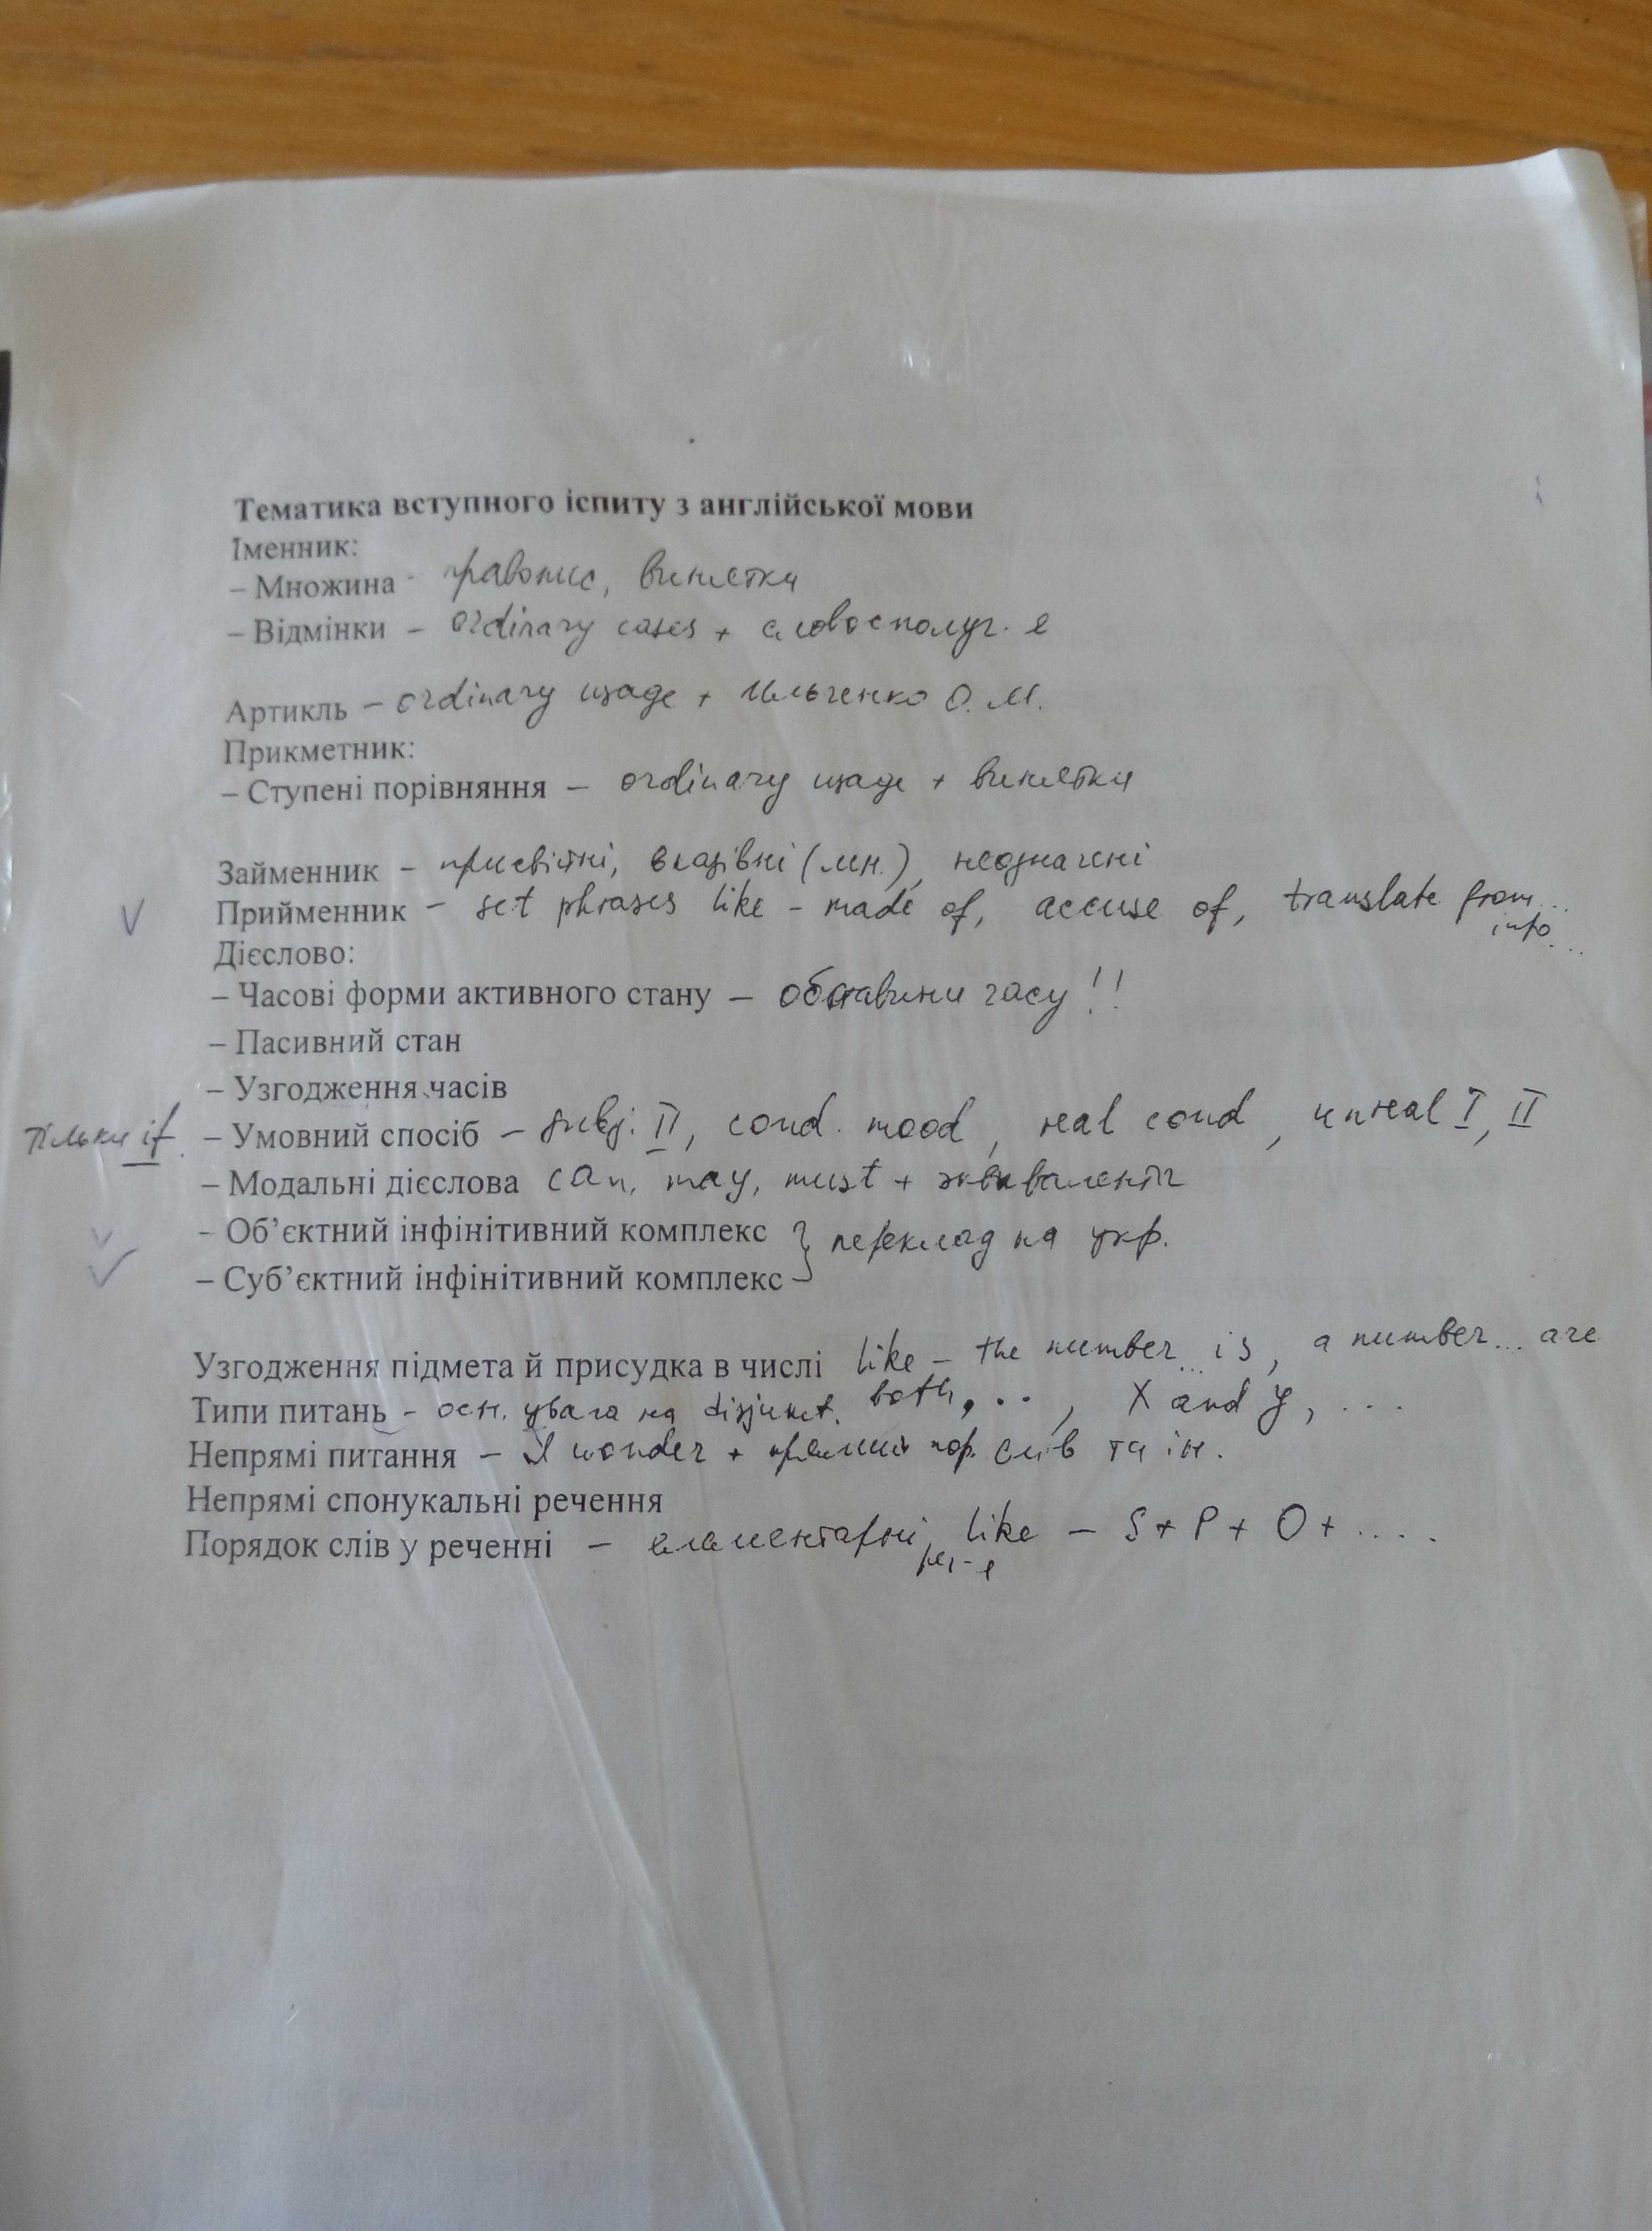 Тематика вступного іспиту з англійської мови
Іменник:
– Множина - правопис, винятки
– Відмінки – ordinary cases + словосполуч.
Артикль – ordinary usage + Ильченко О.М.
Прикметник:
– Ступені порівняння – ordinary usage + винятки
Займенник – присвійні, вказівні (мн.), неозначені
Прийменник – set phrases like – made of, accuse of, translate from...
into...
Дієслово:
– Часові форми активного стану – обставини часу!!
– Пасивний стан
– Узгодження часів
тільки if – Умовний спосіб – subj. II, cond. mood, real cond, unreal I, II
– Модальні дієслова can, may, must + эквиваленты
– Об’єктний інфінітивний комплекс } переклад на укр.
– Суб’єктний інфінітивний комплекс
Узгодження підмета й присудка в числі like – the number... is, a number... are
both, .., X and Y, ...
Типи питань - осн. увага на disjunct.
Непрямі питання – I wonder + прямий пор. слів та ін.
Непрямі спонукальні речення
Порядок слів у реченні – елементарні like – S + P + O + ....
реч-я